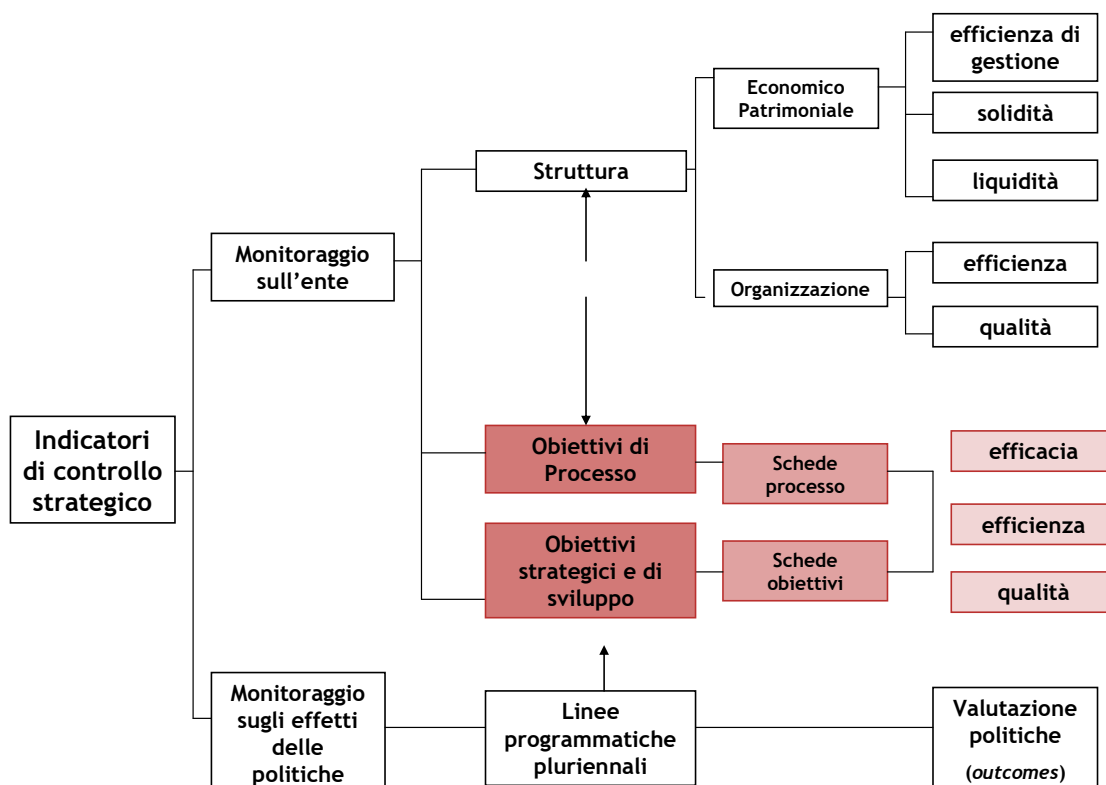 efficienza di
gestione
Economico
Patrimoniale
solidità
Struttura
liquidità
Monitoraggio
sull'ente
efficienza
Organizzazione
qualità
Indicatori
di controllo
strategico
Obiettivi di
Processo
Schede
processo
efficacia
efficienza
Obiettivi
strategici e di
sviluppo
Schede
obiettivi
qualità
Monitoraggio
sugli effetti
delle
politiche
Linee
programmatiche
pluriennali
Valutazione
politiche
(outcomes)